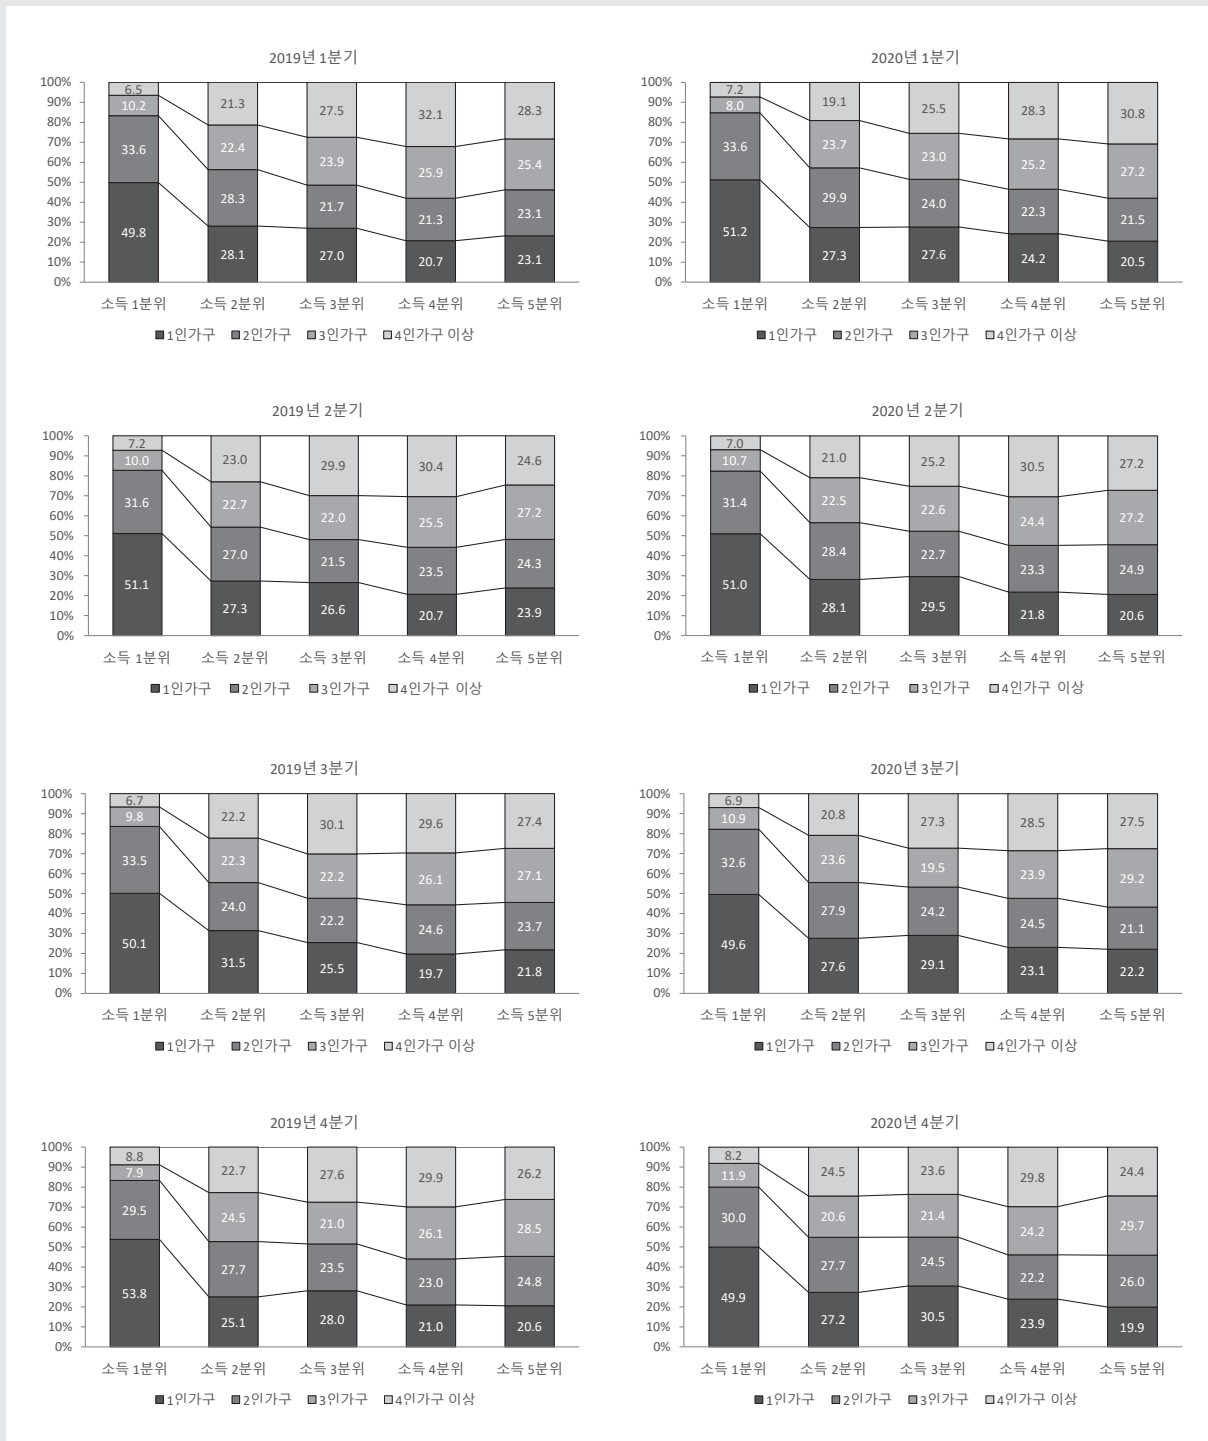 2019년 1분기
100%
90%
80%
70%
60%
50%
40%
30%
20%
10%
0%
6.5 21.3 27.5 32.1 28.3
10.2 22.4 23.9 25.9 25.4
33.6 28.3 21.7 21.3 23.1
49.8 28.1 27.0 20.7 23.1
소득 1분위 소득 2분위 소득 3분위 소득 4분위 소득 5분위
1인가구 2인가구 3인가구 4인가구 이상
2020년 1분기
100%
90%
80%
70%
60%
50%
40%
30%
20%
10%
0%
7.2 19.1 25.5 28.3 30.8
8.0 23.7 23.0 25.2 27.2
33.6 29.9 24.0 22.3 21.5
51.2 27.3 27.6 24.2 20.5
소득 1분위 소득 2분위 소득 3분위 소득 4분위 소득 5분위
1인가구 2인가구 3인가구 4인가구 이상
2019년 2분기
100%
90%
80%
70%
60%
50%
40%
30%
20%
10%
0%
7.2 23.0 29.9 30.4 24.6
10.0 22.7 22.0 25.5 27.2
31.6 27.0 21.5 23.5 24.3
51.1 27.3 26.6 20.7 23.9
소득 1분위 소득 2분위 소득 3분위 소득 4분위 소득 5분위
1인가구 2인가구 3인가구 4인가구 이상
2020년 2분기
100%
90%
80%
70%
60%
50%
40%
30%
20%
10%
0%
7.0 21.0 25.2 30.5 27.2
10.7 22.5 22.6 24.4 27.2
31.4 28.4 22.7 23.3 24.9
51.0 28.1 29.5 21.8 20.6
소득 1분위 소득 2분위 소득 3분위 소득 4분위 소득 5분위
1인가구 2인가구 3인가구 4인가구 이상
2019년 3분기
100%
90%
80%
70%
60%
50%
40%
30%
20%
10%
0%
6.7 22.2 30.1 29.6 27.4
9.8 22.3 22.2 26.1 27.1
33.5 24.0 22.2 24.6 23.7
50.1 31.5 25.5 19.7 21.8
소득 1분위 소득 2분위 소득 3분위 소득 4분위 소득 5분위
1인가구 2인가구 3인가구 4인가구 이상
2020년 3분기
100%
90%
80%
70%
60%
50%
40%
30%
20%
10%
0%
6.9 20.8 27.3 28.5 27.5
10.9 23.6 19.5 23.9 29.2
32.6 27.9 24.2 24.5 21.1
49.6 27.6 29.1 23.1 22.2
소득 1분위 소득 2분위 소득 3분위 소득 4분위 소득 5분위
1인가구 2인가구 3인가구 4인가구 이상
2019년 4분기
100%
90%
80%
70%
60%
50%
40%
30%
20%
10%
0%
8.8 22.7 27.6 29.9 26.2
7.9 24.5 21.0 26.1 28.5
29.5 27.7 23.5 23.0 24.8
53.8 25.1 28.0 21.0 20.6
소득 1분위 소득 2분위 소득 3분위 소득 4분위 소득 5분위
1인가구 2인가구 3인가구 4인가구 이상
2020년 4분기
100%
90%
80%
70%
60%
50%
40%
30%
20%
10%
0%
8.2 24.5 23.6 29.8 24.4
11.9 20.6 21.4 24.2 29.7
30.0 27.7 24.5 22.2 26.0
49.9 27.2 30.5 23.9 19.9
소득 1분위 소득 2분위 소득 3분위 소득 4분위 소득 5분위
1인가구 2인가구 3인가구 4인가구 이상